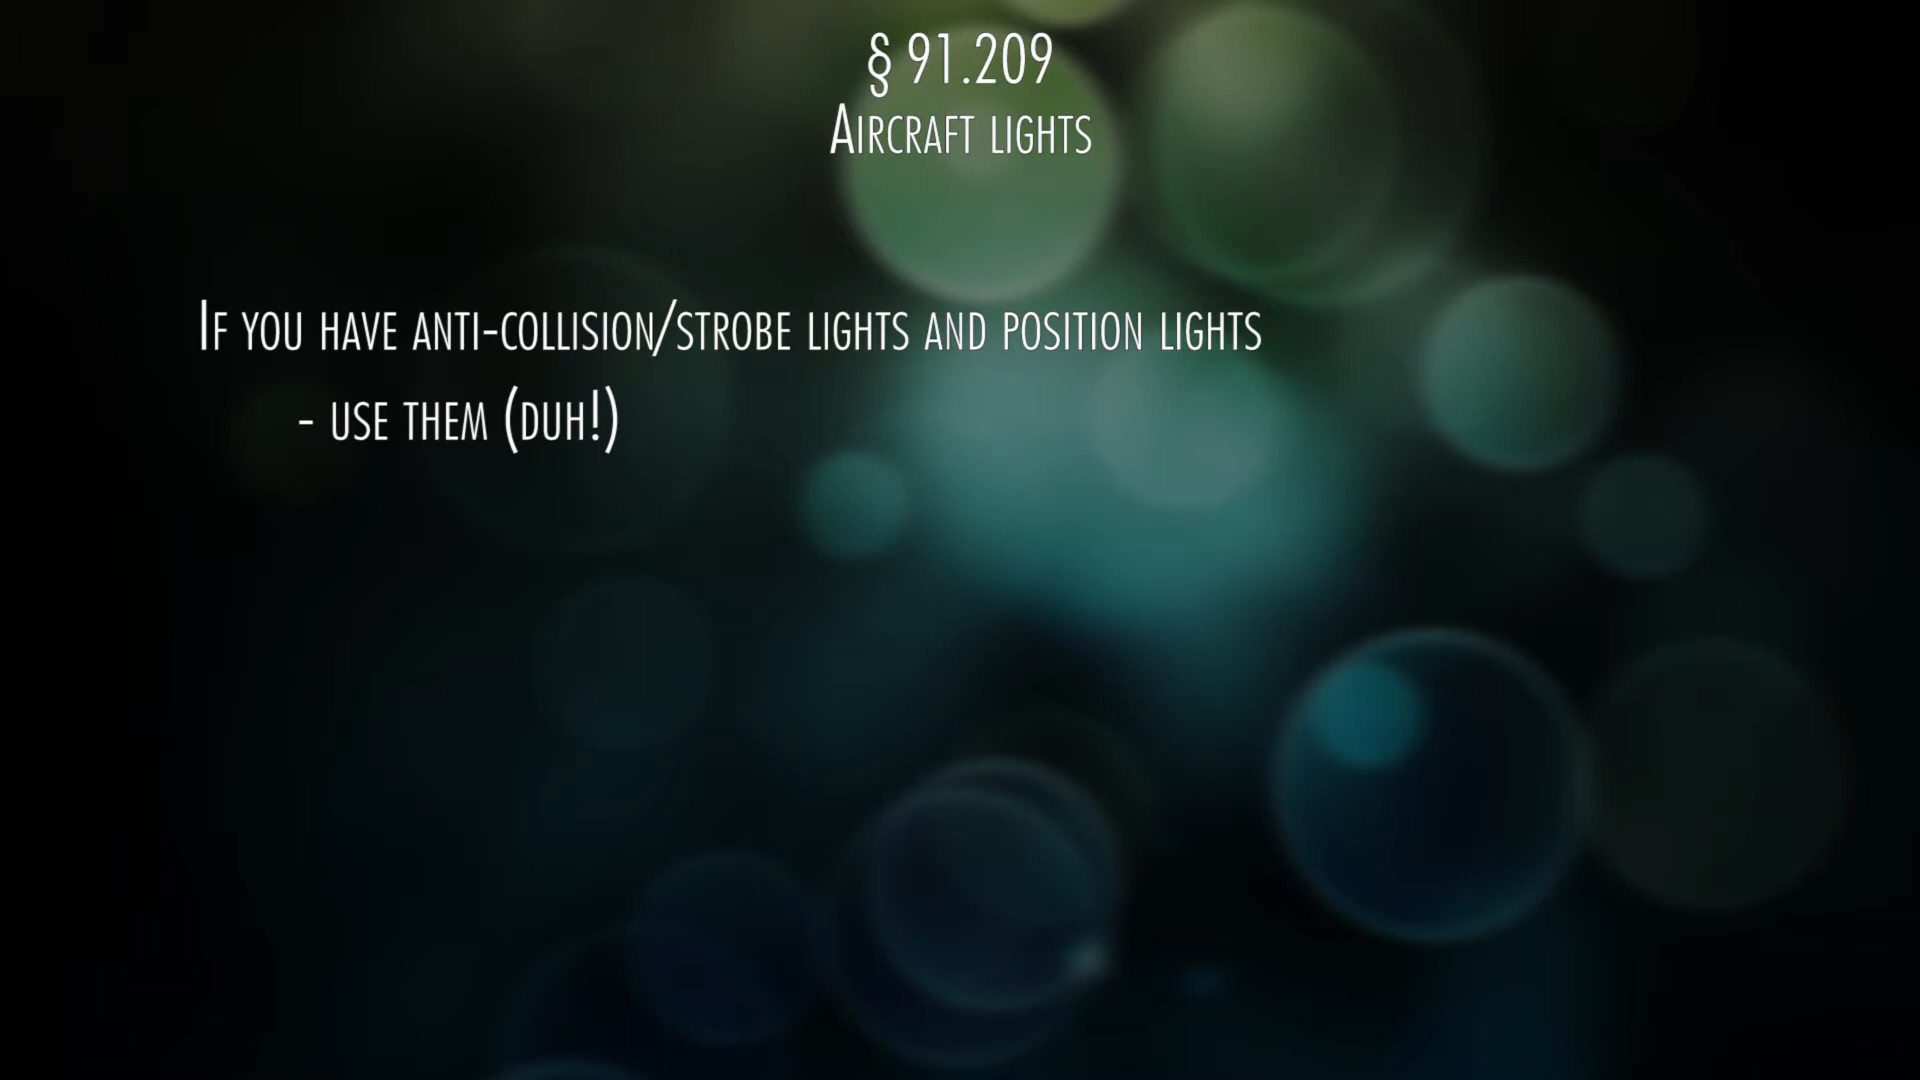 § 91.209
Aircraft lights
If you have anti-collision/strobe lights and position lights
- use them (duh!)